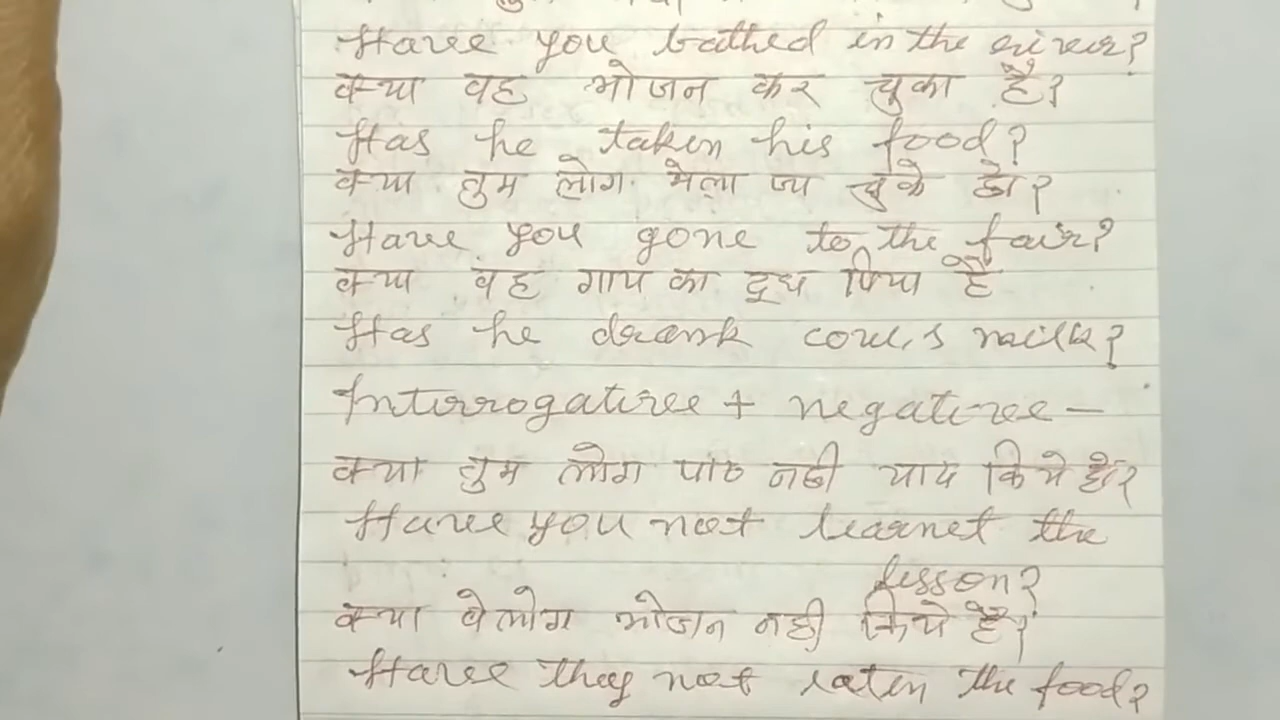 Have you bathed in the river?
क्या वह भोजन कर चुका है?
Has he taken his food?
क्या तुम लोग मेला जा चुके हो?
Have you gone to the fair?
क्या वह गाय का दूध पिया है
Has he drank cow's milk?
Interrogative + negative —
क्या तुम लोग पाठ नही याद किये हो?
Have you not learnet the
lesson?
क्या वे लोग भोजन नही किये है?
Have they not eaten the food?